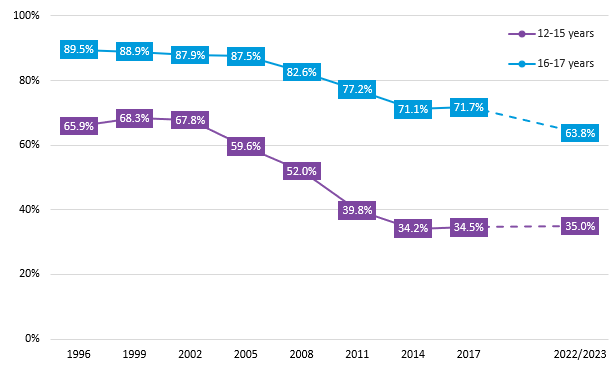 100%
12-15 years
16-17 years
89.5% 88.9% 87.9% 87.5% 82.6% 77.2% 71.1% 71.7% 63.8%
80%
65.9% 68.3% 67.8% 59.6% 52.0% 39.8% 34.2% 34.5% 35.0%
60%
40%
20%
0%
1996 1999 2002 2005 2008 2011 2014 2017 2022/2023